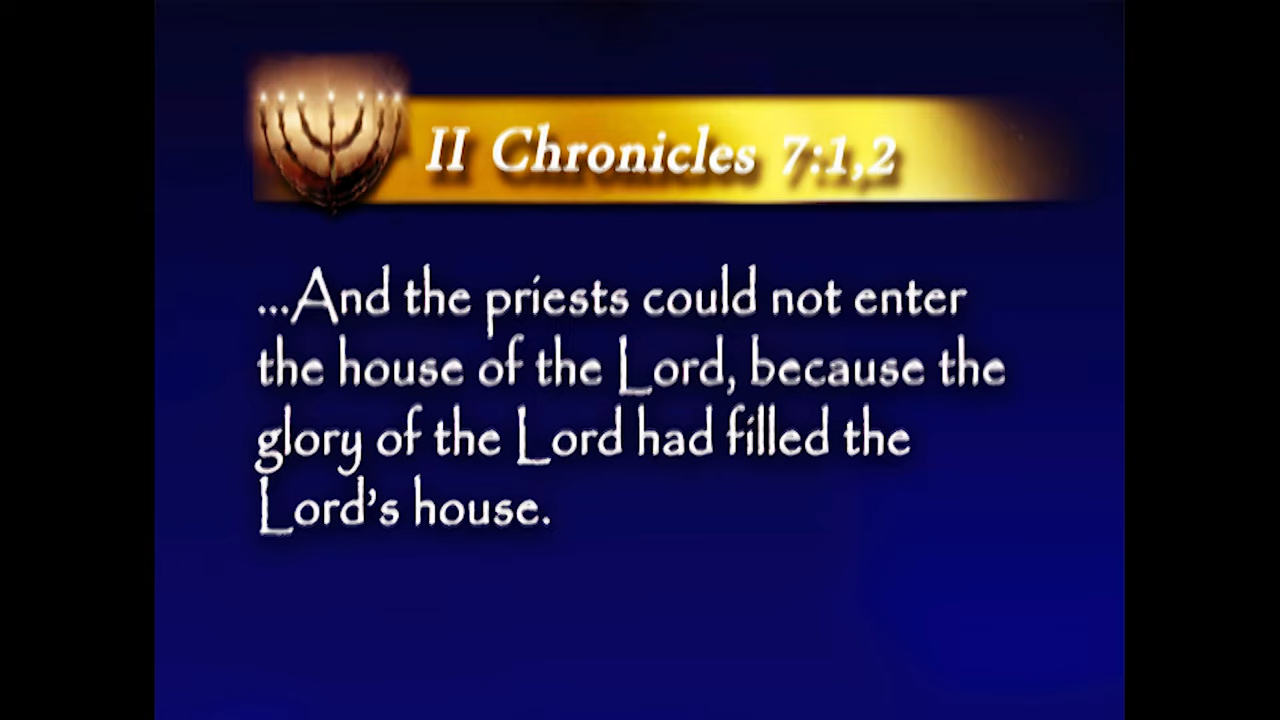 II Chronicles 7:1,2
...And the priests could not enter
the house of the Lord, because the
glory of the Lord had filled the
Lord's house.